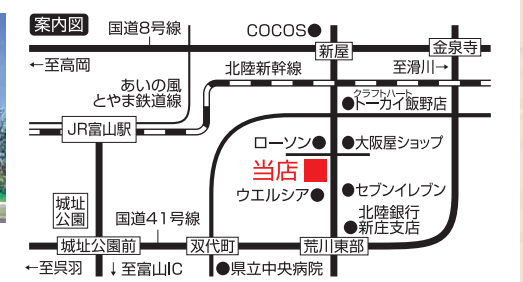 案内図
国道8号線
COCOS
新屋
金泉寺
←至高岡
北陸新幹線
至滑川→
あいの風
とやま鉄道線
クラフトハート
トーカイ飯野店
JR富山駅
ローソン
大阪屋ショップ
当店
ウエルシア
セブンイレブン
城址
公園
国道41号線
北陸銀行
新庄支店
城址公園前
双代町
荒川東部
←至呉羽
↓至富山IC
県立中央病院